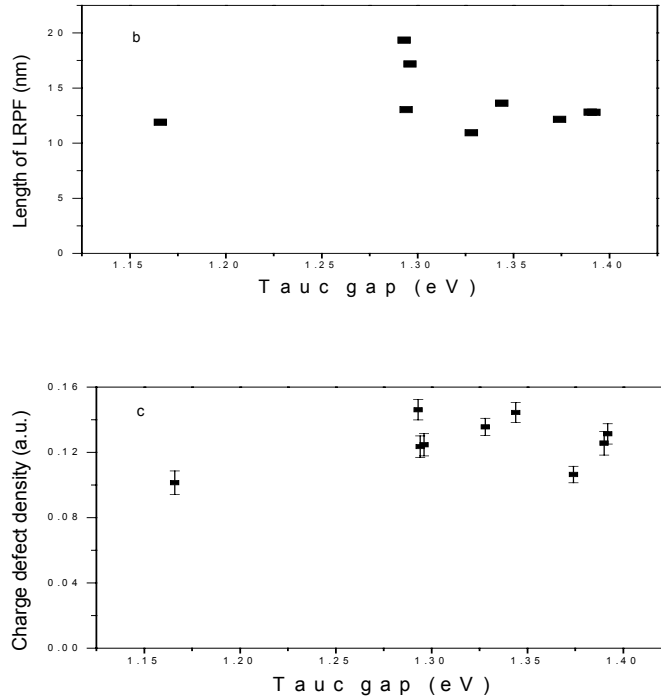 20
b
15
10
5
0
Length of LRPF (nm)
1.15 1.20 1.25 1.30 1.35 1.40
Tauc gap (eV)
0.16
c
0.12
0.08
0.04
0.00
Charge defect density (a.u.)
1.15 1.20 1.25 1.30 1.35 1.40
Tauc gap (eV)